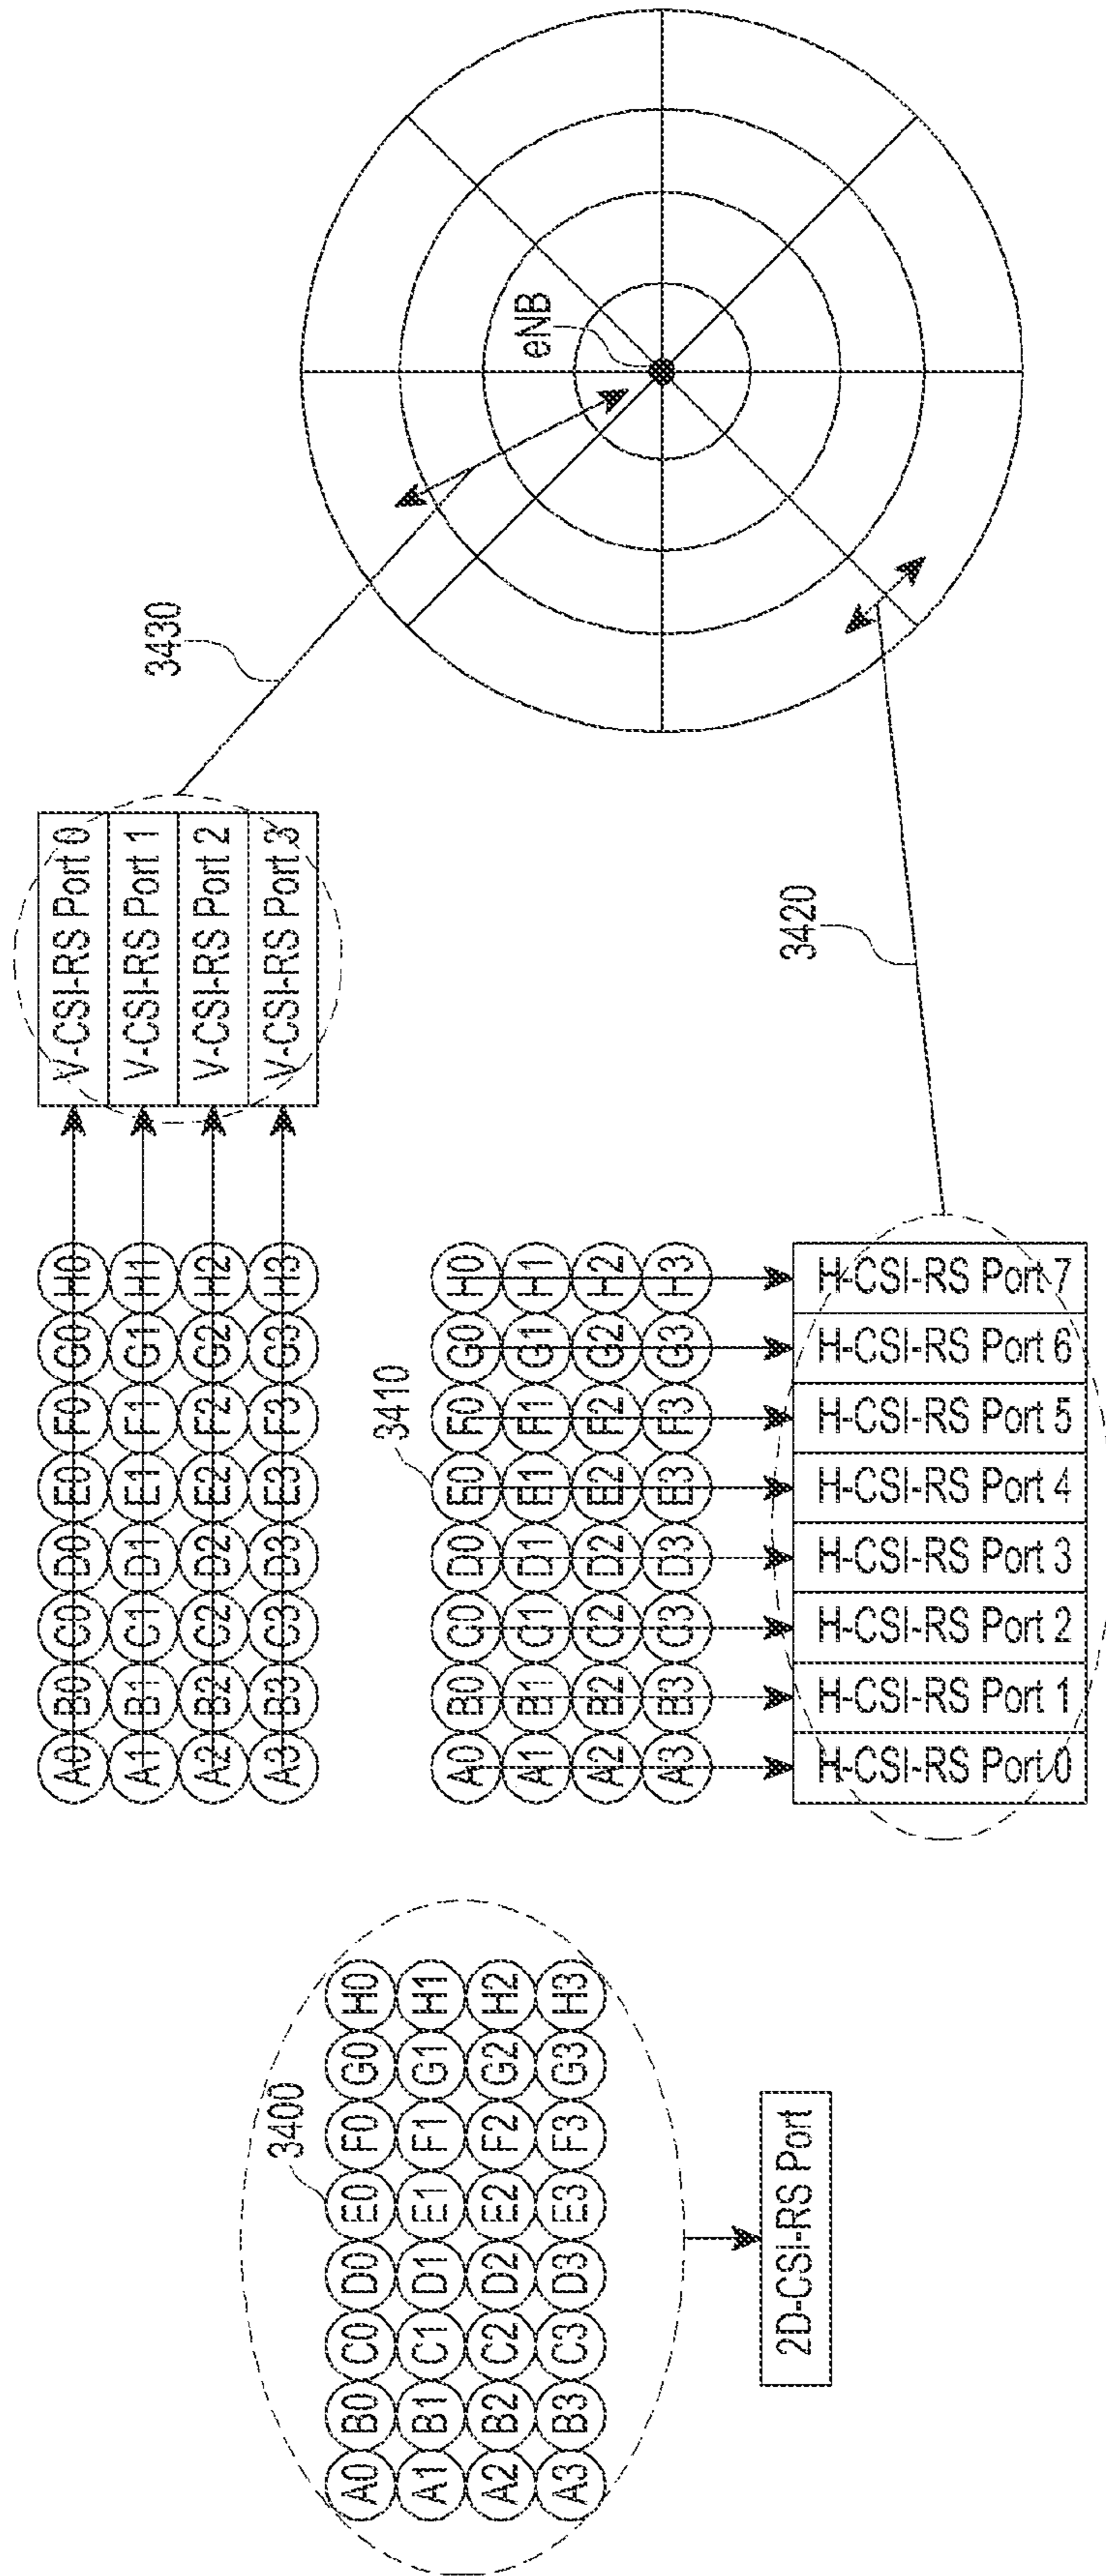 3400
A0 B0 C0 D0 E0 F0 G0 H0
A1 B1 C1 D1 E1 F1 G1 H1
A2 B2 C2 D2 E2 F2 G2 H2
A3 B3 C3 D3 E3 F3 G3 H3
2D-CSI-RS Port
A0 B0 C0 D0 E0 F0 G0 H0
A1 B1 C1 D1 E1 F1 G1 H1
A2 B2 C2 D2 E2 F2 G2 H2
A3 B3 C3 D3 E3 F3 G3 H3
V-CSI-RS Port 0
V-CSI-RS Port 1
V-CSI-RS Port 2
V-CSI-RS Port 3
3430
3410
A0 B0 C0 D0 E0 F0 G0 H0
A1 B1 C1 D1 E1 F1 G1 H1
A2 B2 C2 D2 E2 F2 G2 H2
A3 B3 C3 D3 E3 F3 G3 H3
H-CSI-RS Port 0
H-CSI-RS Port 1
H-CSI-RS Port 2
H-CSI-RS Port 3
H-CSI-RS Port 4
H-CSI-RS Port 5
H-CSI-RS Port 6
H-CSI-RS Port 7
3420
eNB